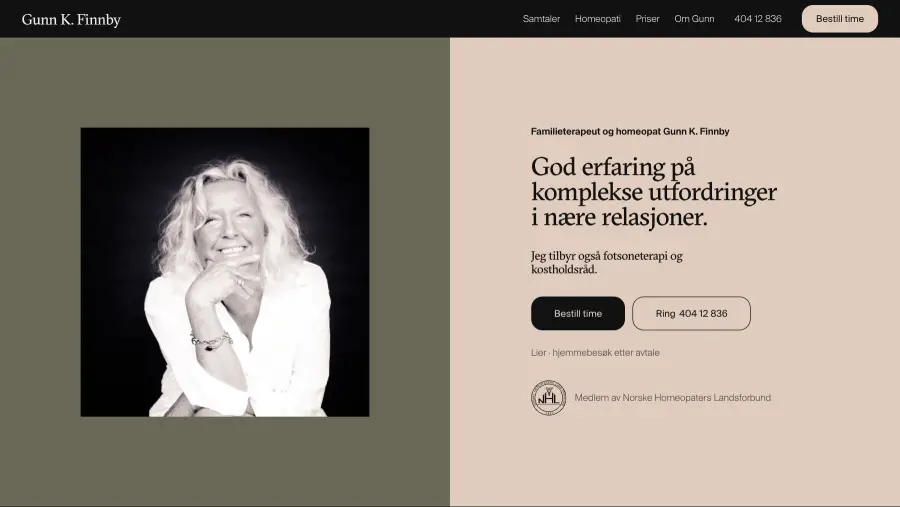 Gunn K. Finnby
Samtaler Homeopati Priser Om Gunn 404 12 836 Bestill time
Familieterapeut og homeopat Gunn K. Finnby
God erfaring på
komplekse utfordringer
i nære relasjoner.
Jeg tilbyr også fotsoneterapi og
kostholdsråd.
Bestill time Ring 404 12 836
Lier · hjemmebesøk etter avtale
NHL
Medlem av Norske Homeopaters Landsforbund